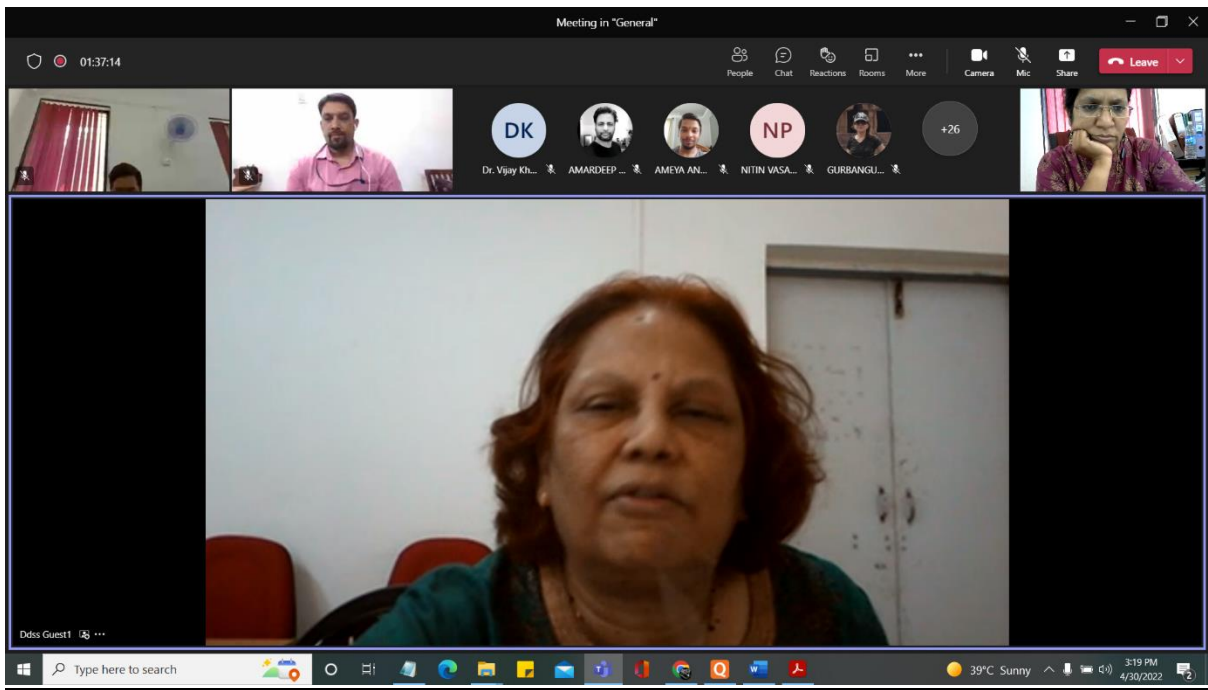 Meeting in "General"
01:37:14
People Chat Reactions Rooms More Camera Mic Share Leave
DK NP +26
Dr. Vijay Kh... AMARDEEP ... AMEYA AN... NITIN VASA... GURBANGU...
Ddss Guest1 ...
Type here to search
39°C Sunny
3:19 PM
4/30/2022
2